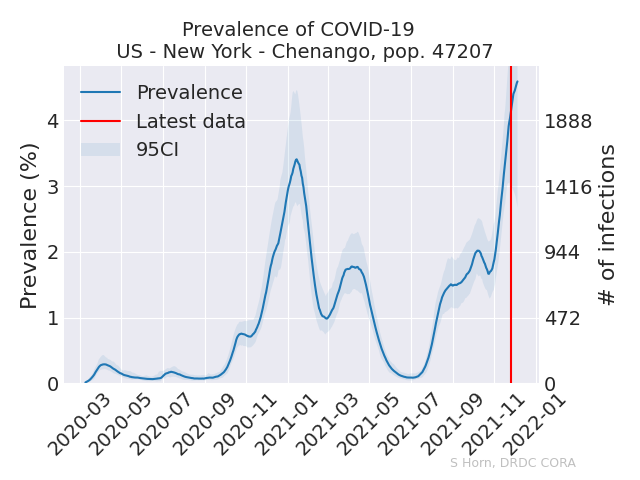 Prevalence of COVID-19
US - New York - Chenango, pop. 47207
Prevalence
Latest data
95CI
Prevalence (%)
4
3
2
1
0
1888
1416
944
472
0
# of infections
2020-03
2020-05
2020-07
2020-09
2020-11
2021-01
2021-03
2021-05
2021-07
2021-09
2021-11
2022-01
S Horn, DRDC CORA